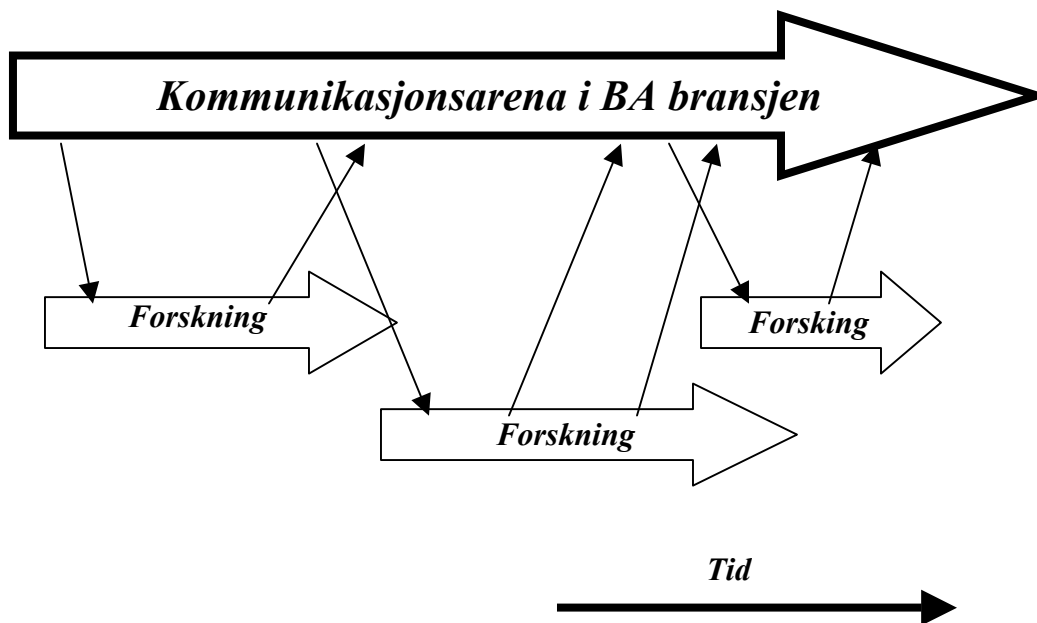 Kommunikasjonsarena i BA bransjen
Forskning
Forsking
Forskning
Tid